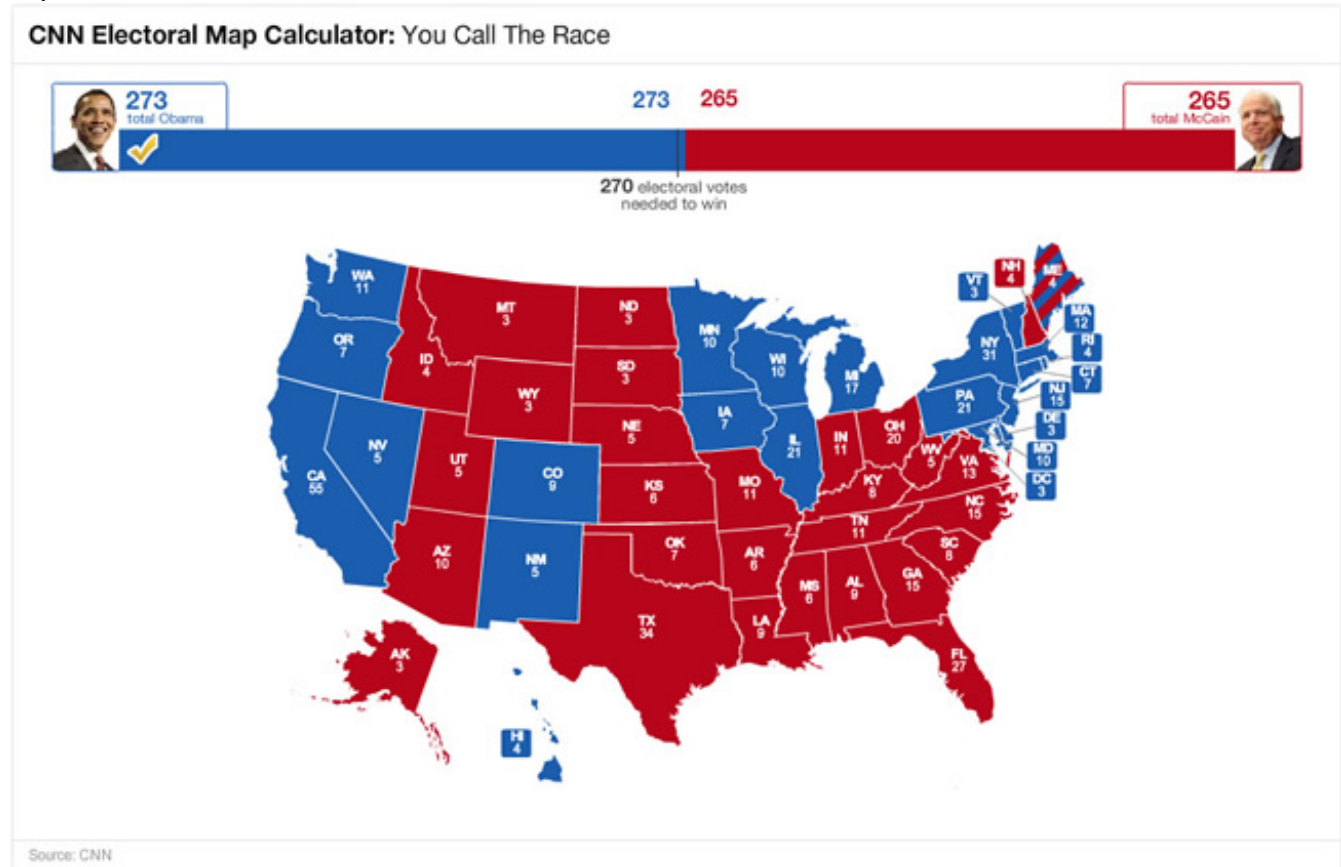 CNN Electoral Map Calculator: You Call The Race
273
total Obama
273 265
265
total McCain
270 electoral votes
needed to win
WA
11
OR
7
CA
55
NV
5
ID
4
MT
3
WY
3
UT
5
AZ
10
CO
9
NM
5
ND
3
SD
3
NE
5
KS
6
OK
7
TX
34
MN
10
IA
7
MO
11
AR
6
LA
9
WI
10
IL
21
MI
17
IN
11
OH
20
KY
8
TN
11
MS
6
AL
9
GA
15
FL
27
SC
8
NC
15
VA
13
WV
5
PA
21
NY
31
VT
3
NH
4
ME
4
MA
12
RI
4
CT
7
NJ
15
DE
3
MD
10
DC
3
AK
3
HI
4
Source: CNN